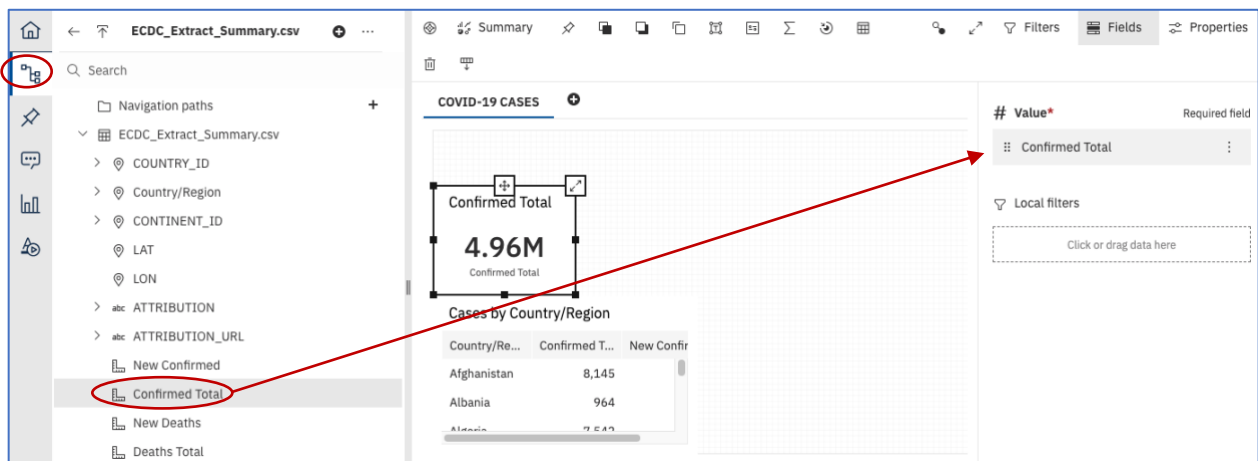 ECDC_Extract_Summary.csv
Search
Navigation paths
ECDC_Extract_Summary.csv
COUNTRY_ID
Country/Region
CONTINENT_ID
LAT
LON
abc ATTRIBUTION
abc ATTRIBUTION_URL
New Confirmed
Confirmed Total
New Deaths
Deaths Total
Summary
Filters
Fields
Properties
COVID-19 CASES
Confirmed Total
4.96M
Confirmed Total
Cases by Country/Region
Country/Re... Confirmed T... New Confir
Afghanistan 8,145
Albania 964
Algeria 7,542
# Value* Required field
Confirmed Total
Local filters
Click or drag data here